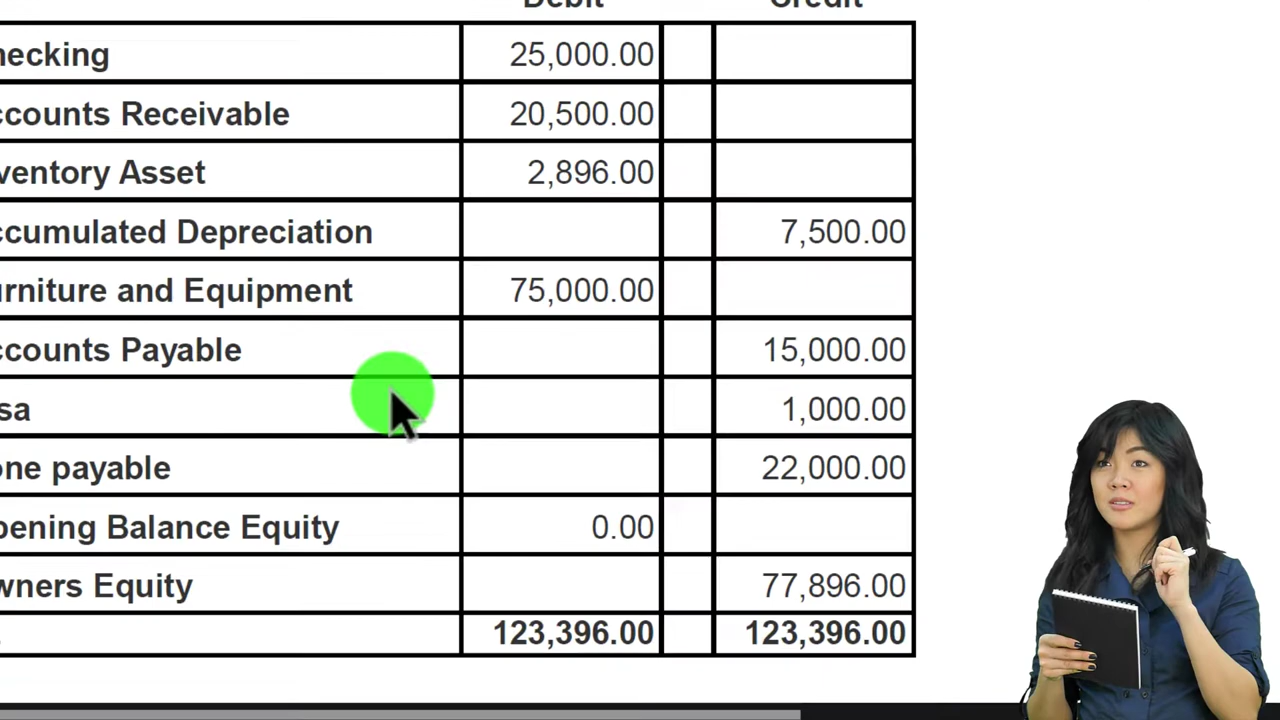 Debit Credit
hecking 25,000.00
ccounts Receivable 20,500.00
ventory Asset 2,896.00
ccumulated Depreciation 7,500.00
urniture and Equipment 75,000.00
ccounts Payable 15,000.00
isa 1,000.00
one payable 22,000.00
pening Balance Equity 0.00
wners Equity 77,896.00
123,396.00 123,396.00